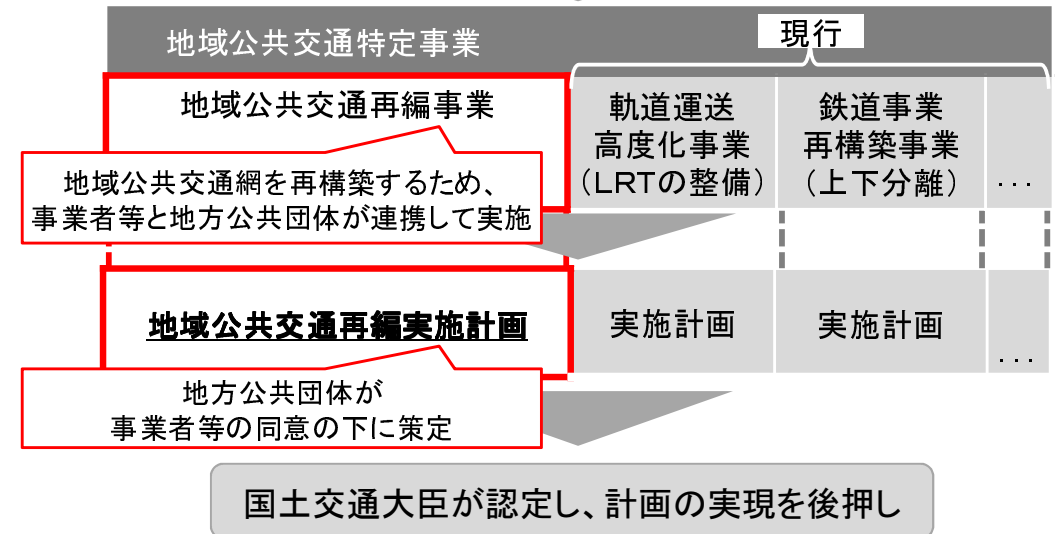 地域公共交通特定事業
現行
地域公共交通再編事業
軌道運送
高度化事業
(LRTの整備)
鉄道事業
再構築事業
(上下分離)
...
地域公共交通網を再構築するため、
事業者等と地方公共団体が連携して実施
地域公共交通再編実施計画
実施計画
実施計画
...
地方公共団体が
事業者等の同意の下に策定
国土交通大臣が認定し、計画の実現を後押し